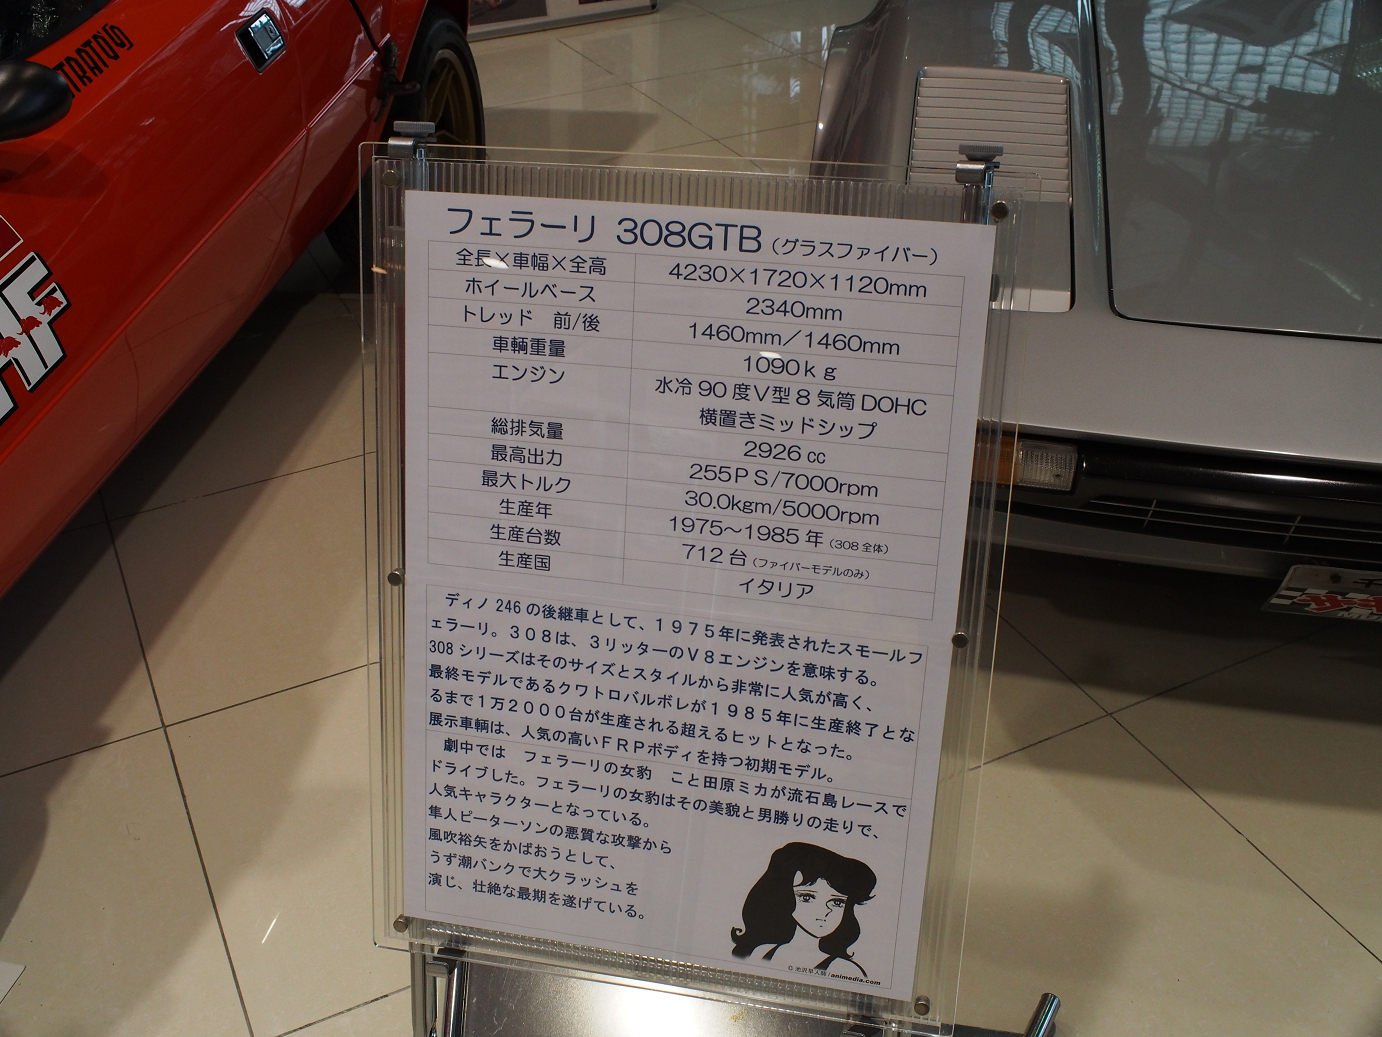 STRATOS
HF
フェラーリ 308GTB（グラスファイバー）
全長×車幅×全高 4230×1720×1120mm
ホイールベース 2340mm
トレッド 前/後 1460mm／1460mm
車輌重量 1090ｋｇ
エンジン 水冷 90 度Ｖ型 8 気筒 DOHC
横置きミッドシップ
総排気量 2926 cc
最高出力 255ＰＳ/7000rpm
最大トルク 30.0kgm/5000rpm
生産年 1975～1985 年（308 全体）
生産台数 712 台（ファイバーモデルのみ）
生産国 イタリア
ディノ 246 の後継車として、１９７５年に発表されたスモールフ
ェラーリ。３０８は、３リッターのＶ８エンジンを意味する。
308 シリーズはそのサイズとスタイルから非常に人気が高く、
最終モデルであるクワトロバルボレが１９８５年に生産終了とな
るまで１万２０００台が生産される超えるヒットとなった。
展示車輌は、人気の高いＦＲＰボディを持つ初期モデル。
劇中では フェラーリの女豹 こと田原ミカが流石島レースで
ドライブした。フェラーリの女豹はその美貌と男勝りの走りで、
人気キャラクターとなっている。
隼人ピーターソンの悪質な攻撃から
風吹裕矢をかばおうとして、
うず潮バンクで大クラッシュを
演じ、壮絶な最期を遂げている。
© 池沢早人師 / animedia.com